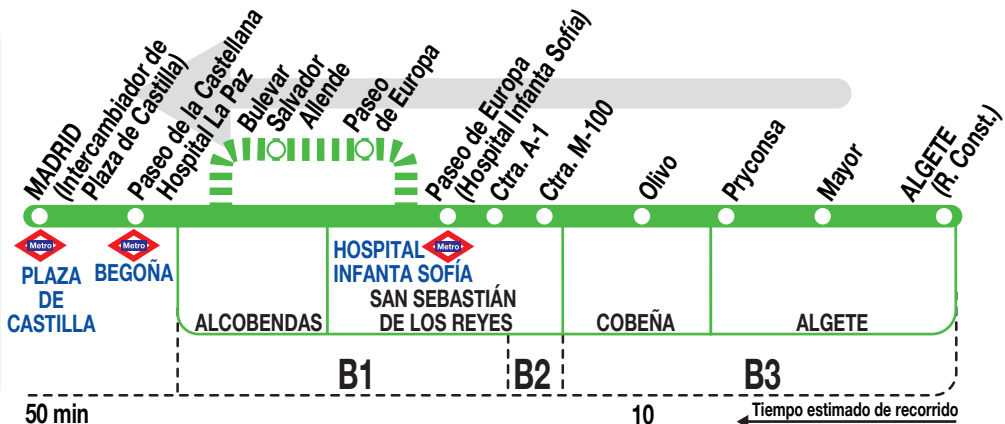 MADRID
(Intercambiador de
Plaza de Castilla)
Paseo de la Castellana
Hospital La Paz
Bulevar
Salvador
Allende
Paseo
de Europa
Paseo de Europa
(Hospital Infanta Sofía)
Ctra. A-1
Ctra. M-100
Olivo
Pryconsa
Mayor
ALGETE
(R. Const.)
Metro
Metro
Metro
PLAZA
DE
CASTILLA
BEGOÑA
HOSPITAL
INFANTA SOFÍA
ALCOBENDAS
SAN SEBASTIÁN
DE LOS REYES
COBEÑA
ALGETE
B1
B2
B3
50 min
10
Tiempo estimado de recorrido